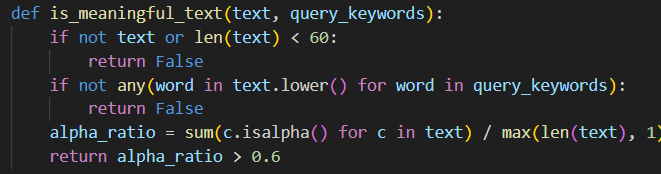 def is_meaningful_text(text, query_keywords):
    if not text or len(text) < 60:
        return False
    if not any(word in text.lower() for word in query_keywords):
        return False
    alpha_ratio = sum(c.isalpha() for c in text) / max(len(text), 1)
    return alpha_ratio > 0.6